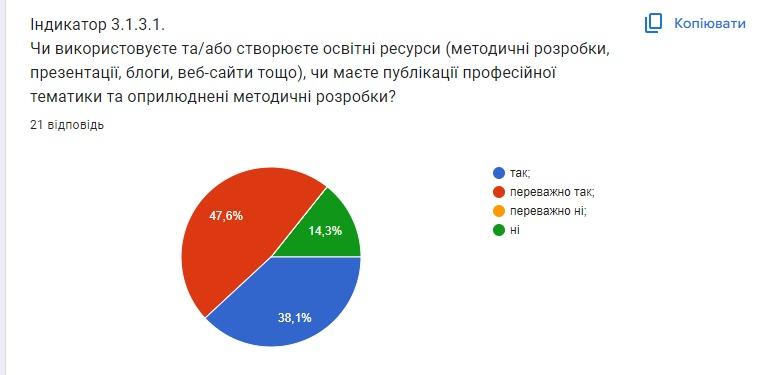 Індикатор 3.1.3.1.
Копіювати
Чи використовуєте та/або створюєте освітні ресурси (методичні розробки,
презентації, блоги, веб-сайти тощо), чи маєте публікації професійної
тематики та оприлюднені методичні розробки?
21 відповідь
47,6%
14,3%
38,1%
так;
переважно так;
переважно ні;
ні